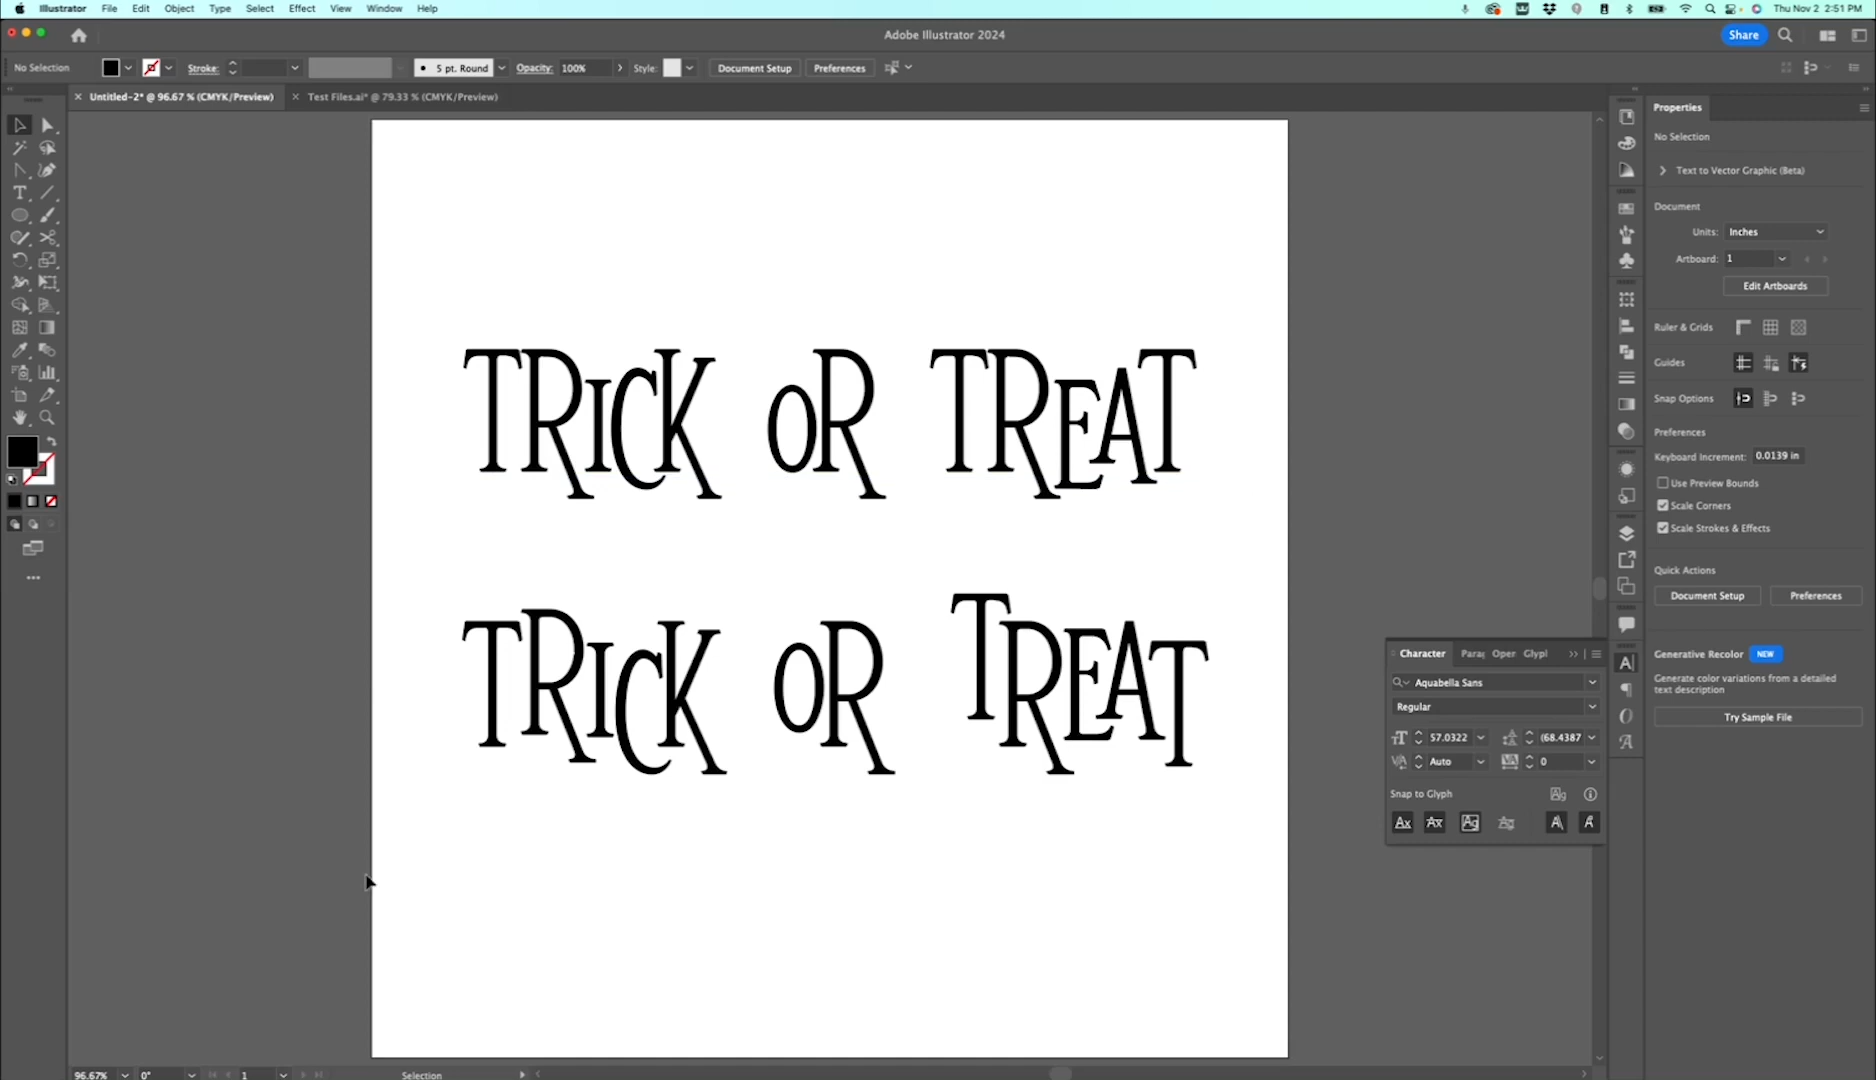 Illustrator File Edit Object Type Select Effect View Window Help Thu Nov 2 2:51 PM
Adobe Illustrator 2024 Share
No Selection Stroke: 5 pt. Round Opacity: 100% Style: Document Setup Preferences
Untitled-2* @ 96.67 % (CMYK/Preview) Test Files.ai* @ 79.33 % (CMYK/Preview)
Properties
No Selection
Text to Vector Graphic (Beta)
Document
Units: Inches
Artboard: 1
Edit Artboards
Ruler & Grids
Guides
Snap Options
Preferences
Keyboard Increment: 0.0139 in
Use Preview Bounds
Scale Corners
Scale Strokes & Effects
Quick Actions
Document Setup Preferences
Generative Recolor NEW
Generate color variations from a detailed
text description
Try Sample File
TRICK OR TREAT
TRICK OR TREAT
Character Para Open Glyp
Aquabella Sans
Regular
57.0322 (68.4387
Auto 0
Snap to Glyph
96.67% 0° 1 Selection